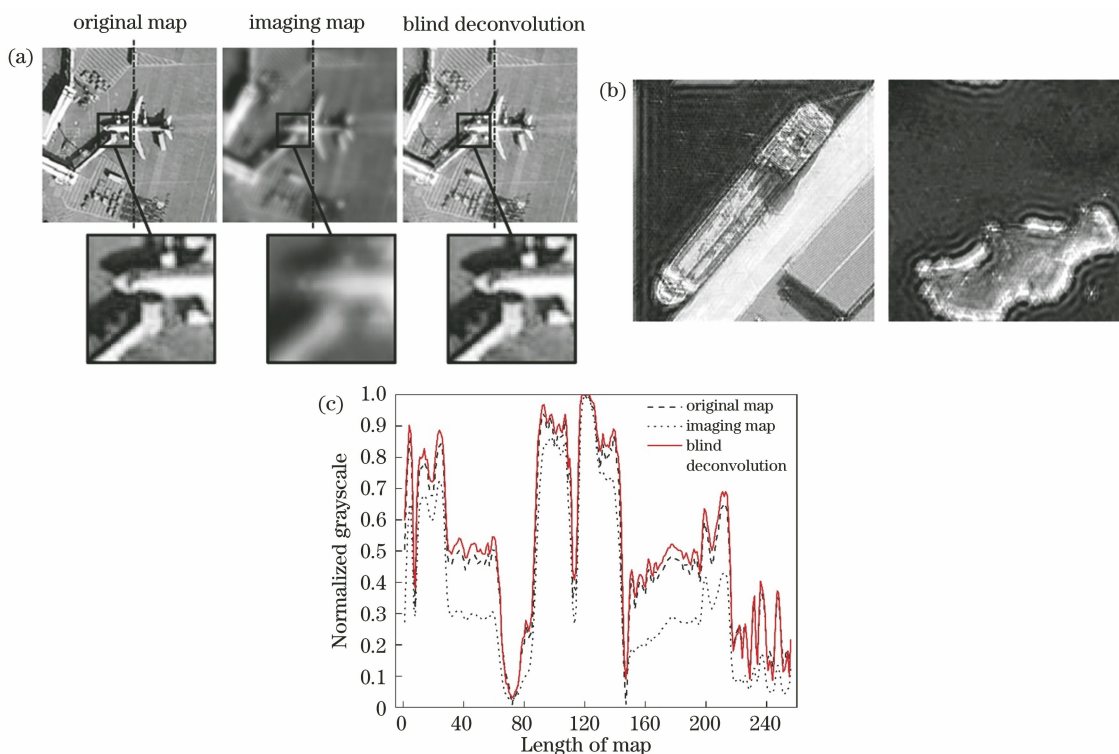 original map
imaging map
blind deconvolution
(a)
(b)
(c)
original map
imaging map
blind
deconvolution
Normalized grayscale
1.0
0.9
0.8
0.7
0.6
0.5
0.4
0.3
0.2
0.1
0
0
40
80
120
160
200
240
Length of map